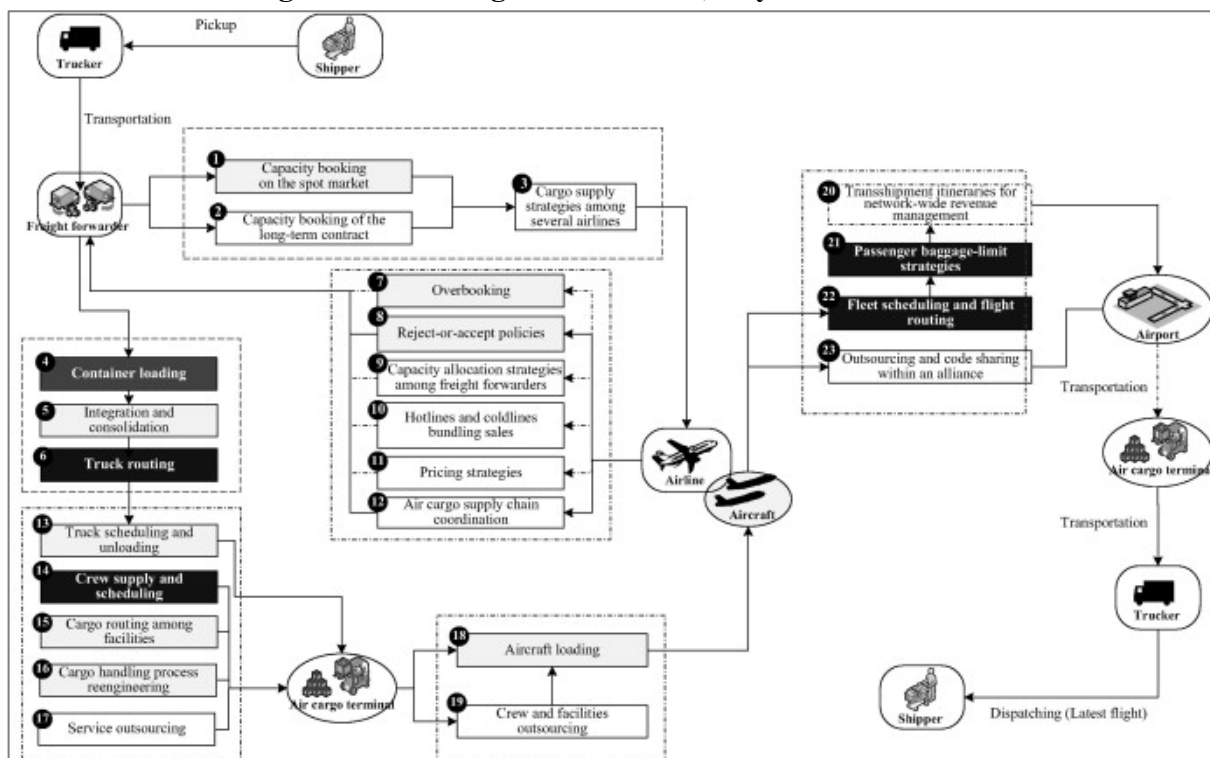 Pickup
Trucker
Shipper
Transportation
Freight forwarder
1
Capacity booking
on the spot market
2
Capacity booking of the
long-term contract
3
Cargo supply
strategies among
several airlines
7
Overbooking
8
Reject-or-accept policies
9
Capacity allocation strategies
among freight forwarders
10
Hotlines and coldlines
bundling sales
11
Pricing strategies
12
Air cargo supply chain
coordination
4
Container loading
5
Integration and
consolidation
6
Truck routing
13
Truck scheduling and
unloading
14
Crew supply and
scheduling
15
Cargo routing among
facilities
16
Cargo handling process
reengineering
17
Service outsourcing
Air cargo terminal
18
Aircraft loading
19
Crew and facilities
outsourcing
Airline
Aircraft
20
Transshipment itineraries for
network-wide revenue
management
21
Passenger baggage-limit
strategies
22
Fleet scheduling and flight
routing
23
Outsourcing and code sharing
within an alliance
Airport
Transportation
Air cargo terminal
Transportation
Trucker
Shipper
Dispatching (Latest flight)